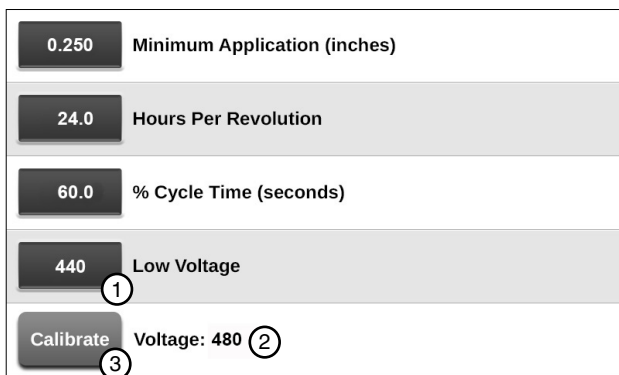 0.250 Minimum Application (inches)
24.0 Hours Per Revolution
60.0 % Cycle Time (seconds)
440 Low Voltage
1
Calibrate Voltage: 480 2
3